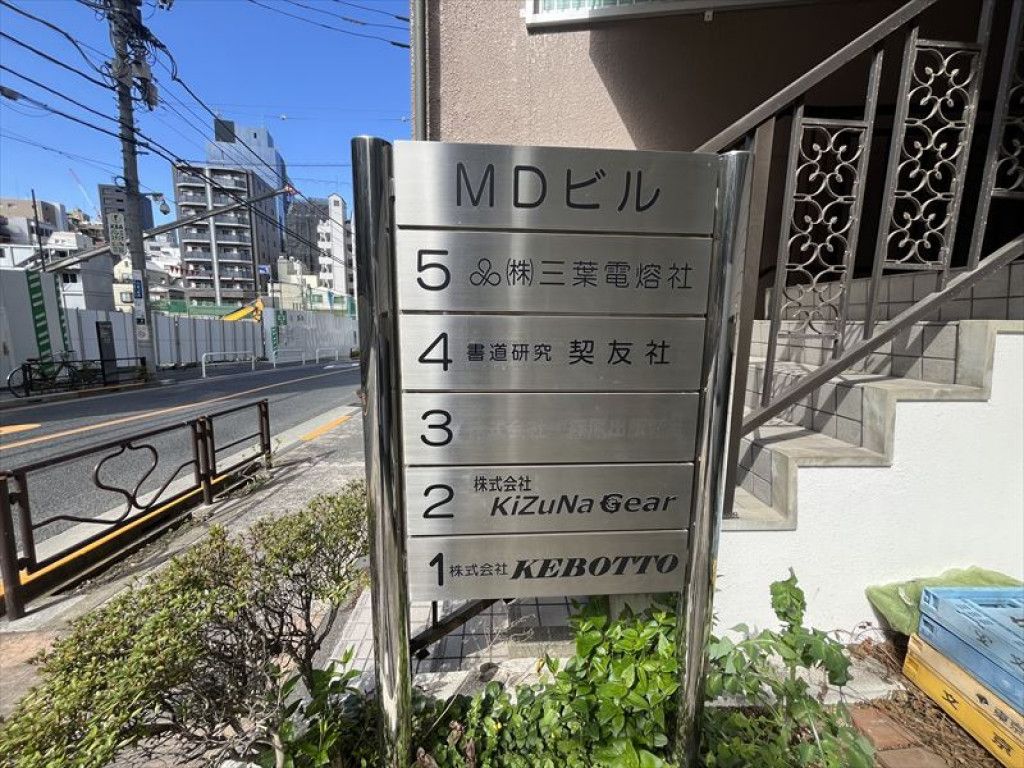 MDビル
5 (株)三葉電熔社
4 書道研究 契友社
3
2 株式会社 KiZuNa Gear
1 株式会社 KEBOTTO